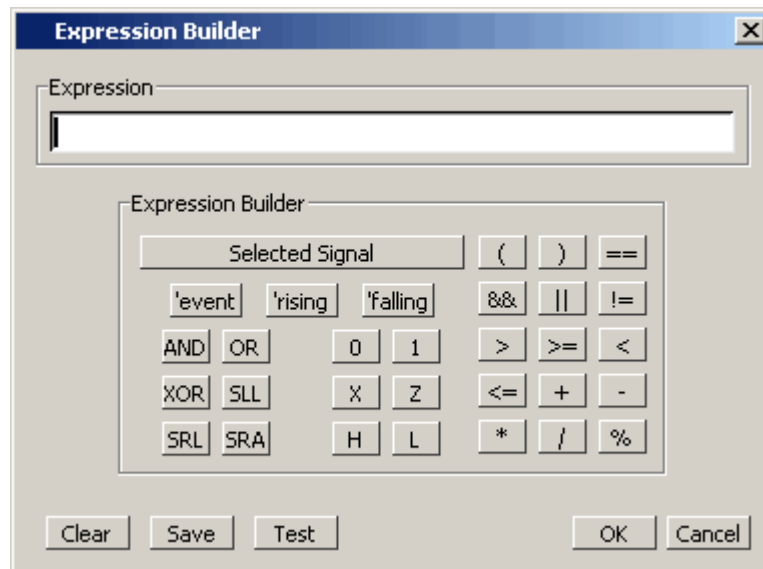 Expression Builder
Expression
Expression Builder
Selected Signal ( ) ==
'event 'rising 'falling && || !=
AND OR 0 1 > >= <
XOR SLL X Z <= + -
SRL SRA H L * / %
Clear Save Test OK Cancel